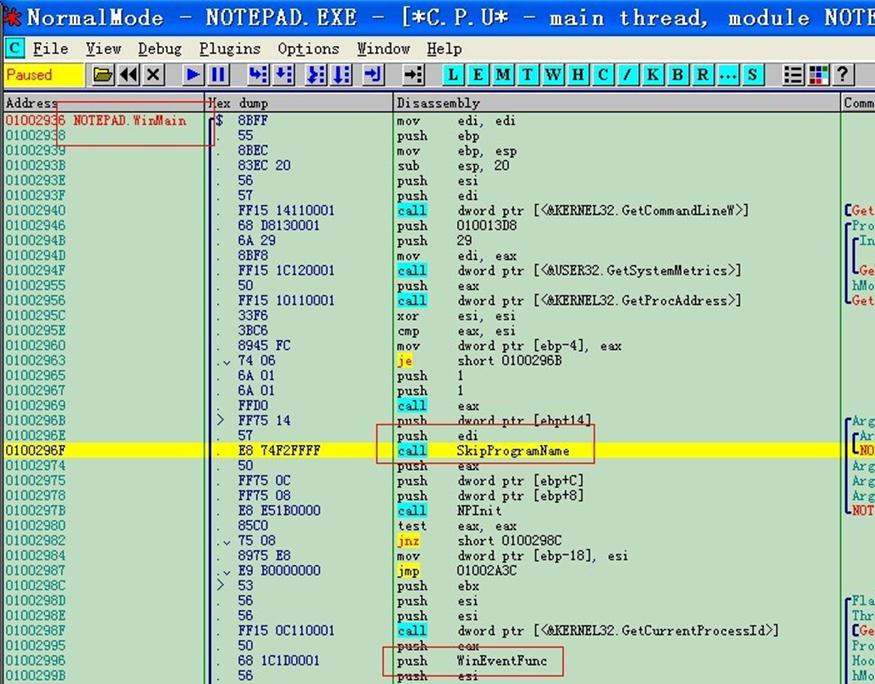 NormalMode - NOTEPAD.EXE - [*C.P.U* - main thread, module NOTE
C File View Debug Plugins Options Window Help
Paused L E M T W H C / K B R ... S ?
Address Hex dump Disassembly Comm
01002936 NOTEPAD.WinMain $ 8BFF mov edi, edi
01002938 . 55 push ebp
01002939 . 8BEC mov ebp, esp
0100293B . 83EC 20 sub esp, 20
0100293E . 56 push esi
0100293F . 57 push edi
01002940 . FF15 14110001 call dword ptr [<&KERNEL32.GetCommandLineW>] Get
01002946 . 68 D8130001 push 010013D8 Pro
0100294B . 6A 29 push 29 In
0100294D . 8BF8 mov edi, eax
0100294F . FF15 1C120001 call dword ptr [<&USER32.GetSystemMetrics>] Ge
01002955 . 50 push eax hMo
01002956 . FF15 10110001 call dword ptr [<&KERNEL32.GetProcAddress>] Get
0100295C . 33F6 xor esi, esi
0100295E . 3BC6 cmp eax, esi
01002960 . 8945 FC mov dword ptr [ebp-4], eax
01002963 . 74 06 je short 0100296B
01002965 . 6A 01 push 1
01002967 . 6A 01 push 1
01002969 . FFD0 call eax
0100296B > FF75 14 push dword ptr [ebp+14] Arg
0100296E . 57 push edi Ar
0100296F . E8 74F2FFFF call SkipProgramName NO
01002974 . 50 push eax Arg
01002975 . FF75 0C push dword ptr [ebp+C] Arg
01002978 . FF75 08 push dword ptr [ebp+8] Arg
0100297B . E8 E51B0000 call NPInit NOT
01002980 . 85C0 test eax, eax
01002982 . 75 08 jnz short 0100298C
01002984 . 8975 E8 mov dword ptr [ebp-18], esi
01002987 . E9 B0000000 jmp 01002A3C
0100298C > 53 push ebx
0100298D . 56 push esi Fla
0100298E . 56 push esi Thr
0100298F . FF15 0C110001 call dword ptr [<&KERNEL32.GetCurrentProcessId>] Ge
01002995 . 50 push eax Pro
01002996 . 68 1C1D0001 push WinEventFunc Hoo
0100299B . 56 push esi hMo